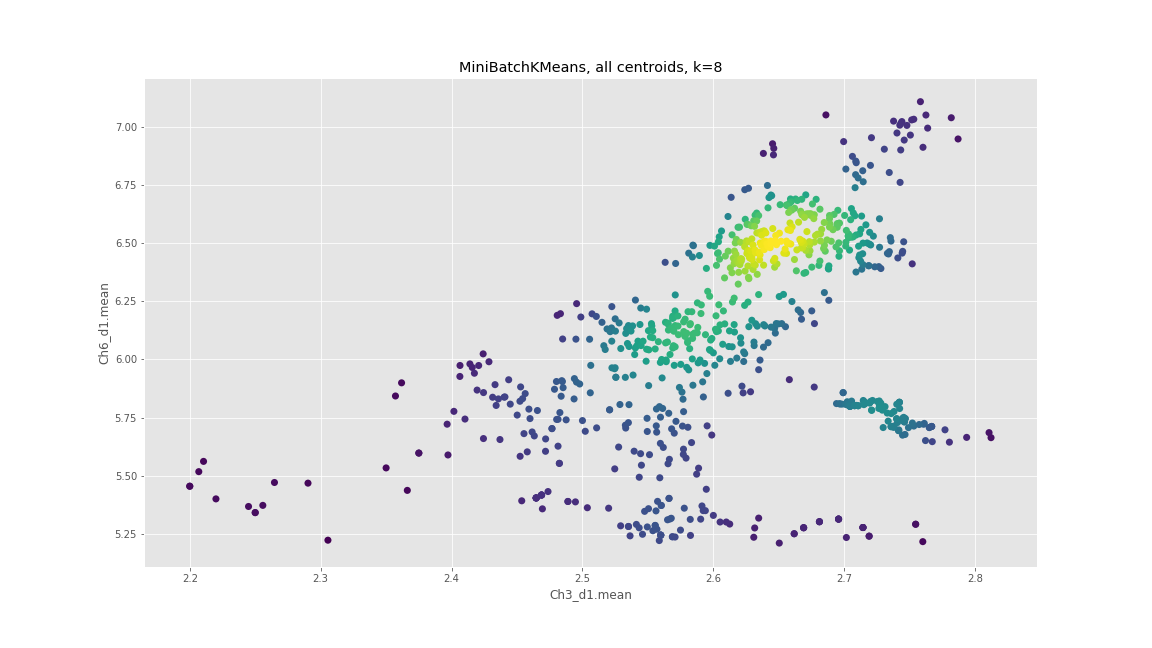 MiniBatchKMeans, all centroids, k=8
7.00
6.75
6.50
6.25
6.00
5.75
5.50
5.25
Ch6_d1.mean
2.2 2.3 2.4 2.5 2.6 2.7 2.8
Ch3_d1.mean